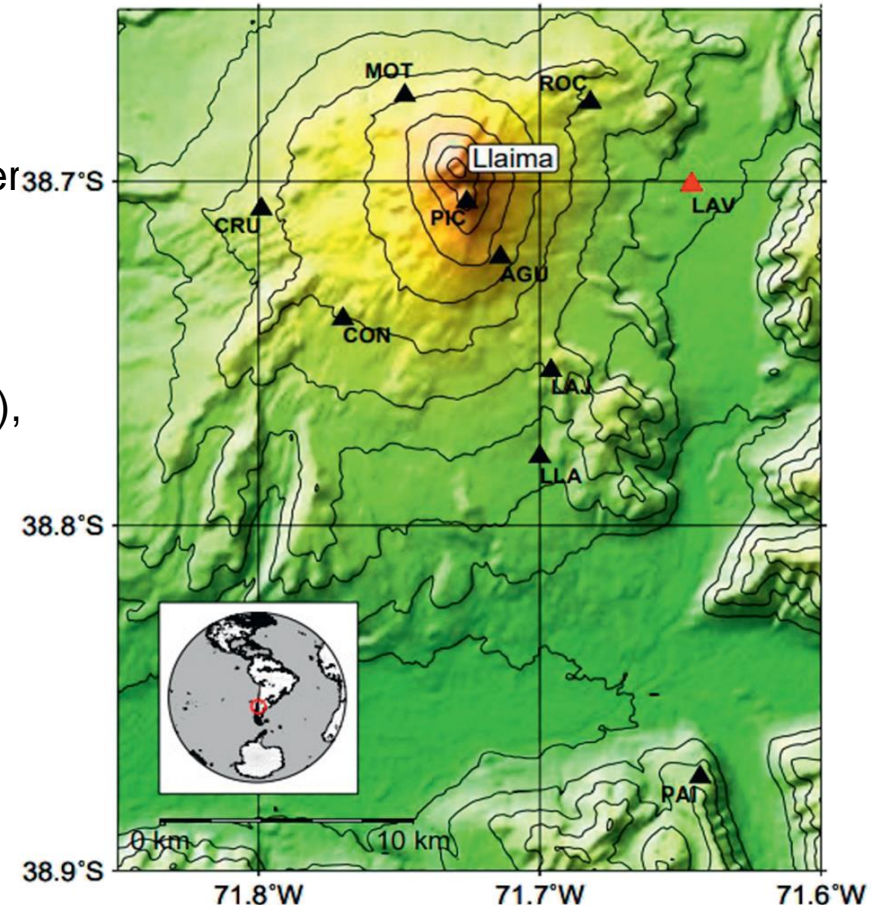 MOT
ROC
Llaima
er
38.7°S
LAV
PIC
CRU
AGU
CON
LAJ
),
LLA
38.8°S
PAI
0 km 10 km
38.9°S
71.8°W 71.7°W 71.6°W